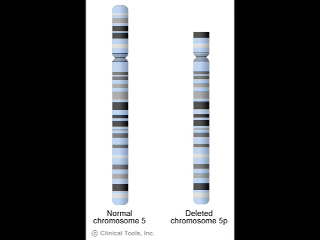 Normal
chromosome 5
Deleted
chromosome 5p
© Clinical Tools, Inc.